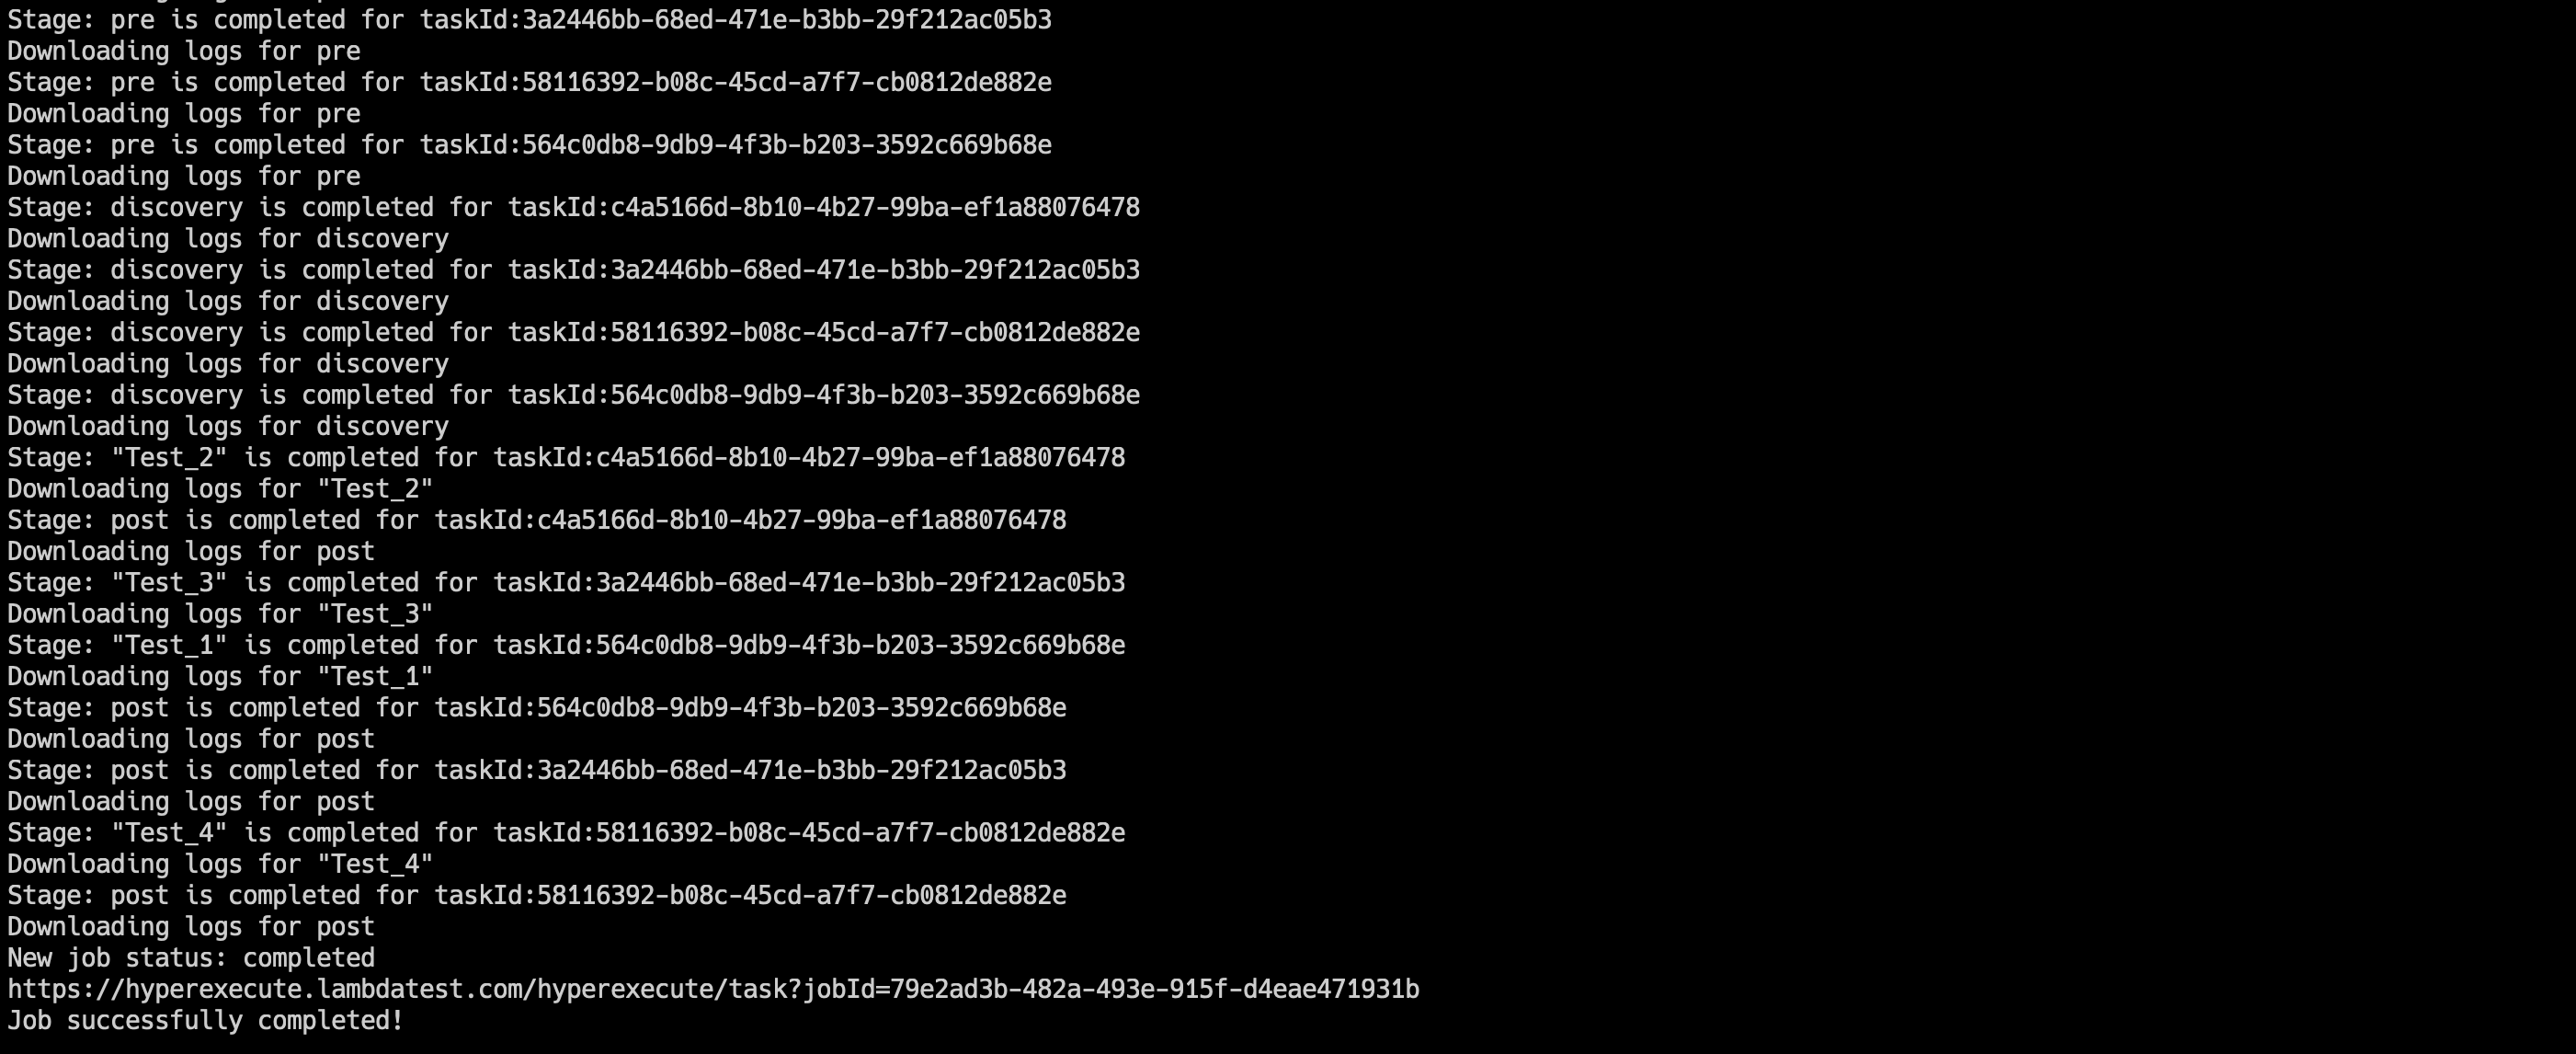 Stage: pre is completed for taskId:3a2446bb-68ed-471e-b3bb-29f212ac05b3
Downloading logs for pre
Stage: pre is completed for taskId:58116392-b08c-45cd-a7f7-cb0812de882e
Downloading logs for pre
Stage: pre is completed for taskId:564c0db8-9db9-4f3b-b203-3592c669b68e
Downloading logs for pre
Stage: discovery is completed for taskId:c4a5166d-8b10-4b27-99ba-ef1a88076478
Downloading logs for discovery
Stage: discovery is completed for taskId:3a2446bb-68ed-471e-b3bb-29f212ac05b3
Downloading logs for discovery
Stage: discovery is completed for taskId:58116392-b08c-45cd-a7f7-cb0812de882e
Downloading logs for discovery
Stage: discovery is completed for taskId:564c0db8-9db9-4f3b-b203-3592c669b68e
Downloading logs for discovery
Stage: "Test_2" is completed for taskId:c4a5166d-8b10-4b27-99ba-ef1a88076478
Downloading logs for "Test_2"
Stage: post is completed for taskId:c4a5166d-8b10-4b27-99ba-ef1a88076478
Downloading logs for post
Stage: "Test_3" is completed for taskId:3a2446bb-68ed-471e-b3bb-29f212ac05b3
Downloading logs for "Test_3"
Stage: "Test_1" is completed for taskId:564c0db8-9db9-4f3b-b203-3592c669b68e
Downloading logs for "Test_1"
Stage: post is completed for taskId:564c0db8-9db9-4f3b-b203-3592c669b68e
Downloading logs for post
Stage: post is completed for taskId:3a2446bb-68ed-471e-b3bb-29f212ac05b3
Downloading logs for post
Stage: "Test_4" is completed for taskId:58116392-b08c-45cd-a7f7-cb0812de882e
Downloading logs for "Test_4"
Stage: post is completed for taskId:58116392-b08c-45cd-a7f7-cb0812de882e
Downloading logs for post
New job status: completed
https://hyperexecute.lambdatest.com/hyperexecute/task?jobId=79e2ad3b-482a-493e-915f-d4eae471931b
Job successfully completed!